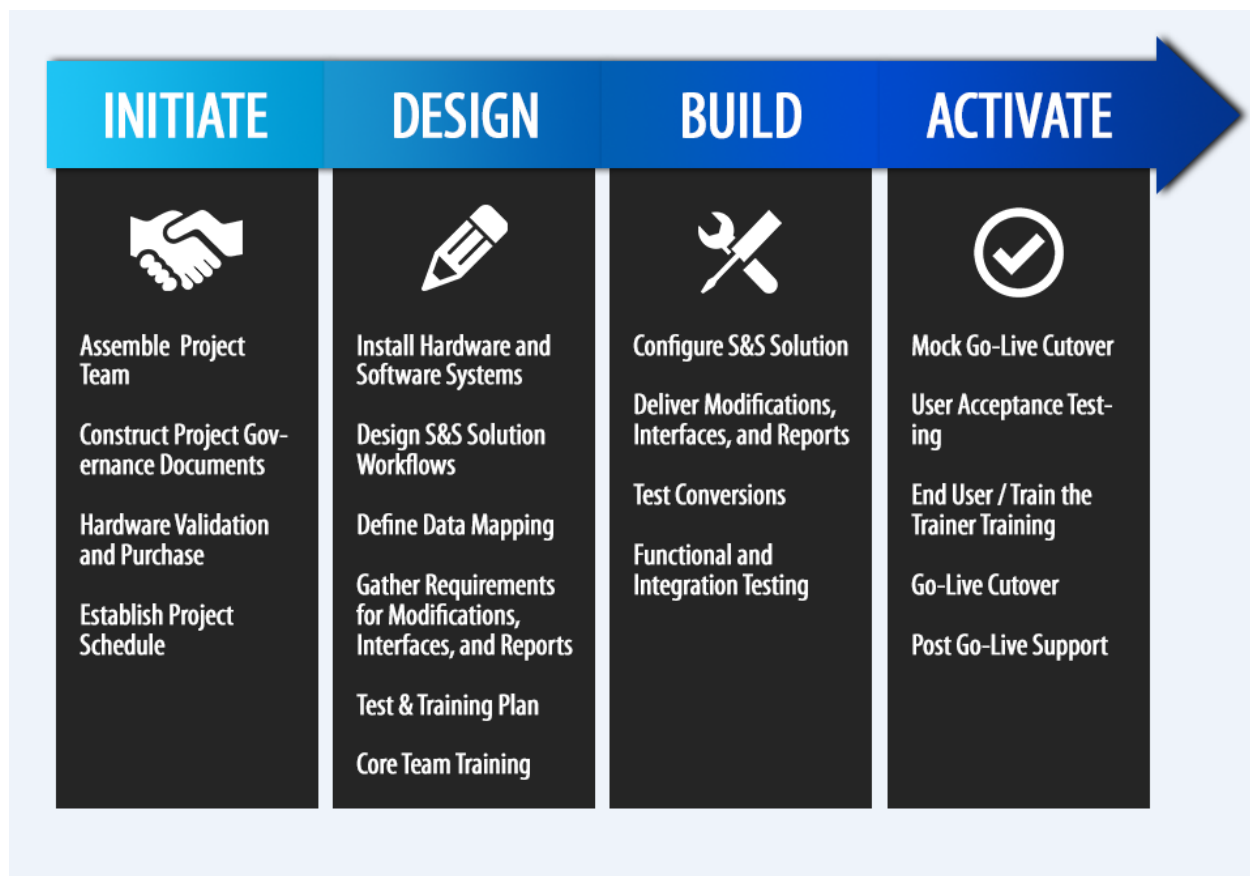 INITIATE
DESIGN
BUILD
ACTIVATE
Assemble Project
Team
Construct Project Gov-
ernance Documents
Hardware Validation
and Purchase
Establish Project
Schedule
Install Hardware and
Software Systems
Design S&S Solution
Workflows
Define Data Mapping
Gather Requirements
for Modifications,
Interfaces, and Reports
Test & Training Plan
Core Team Training
Configure S&S Solution
Deliver Modifications,
Interfaces, and Reports
Test Conversions
Functional and
Integration Testing
Mock Go-Live Cutover
User Acceptance Test-
ing
End User / Train the
Trainer Training
Go-Live Cutover
Post Go-Live Support